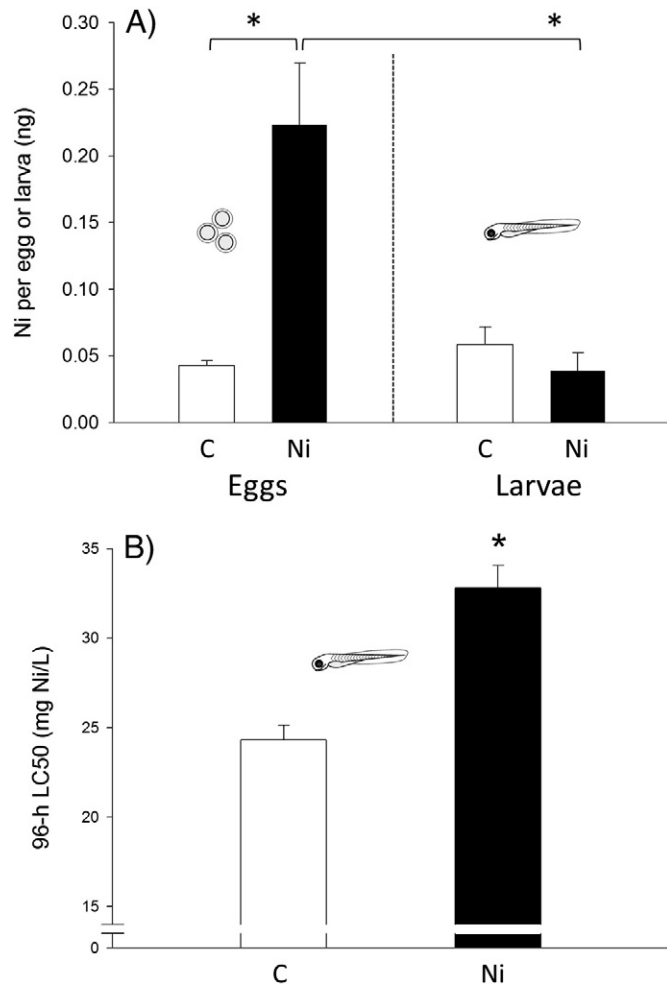 A)
* *
Ni per egg or larva (ng)
0.30
0.25
0.20
0.15
0.10
0.05
0.00
C Ni C Ni
Eggs Larvae
B)
*
96-h LC50 (mg Ni/L)
35
30
25
20
15
0
C Ni